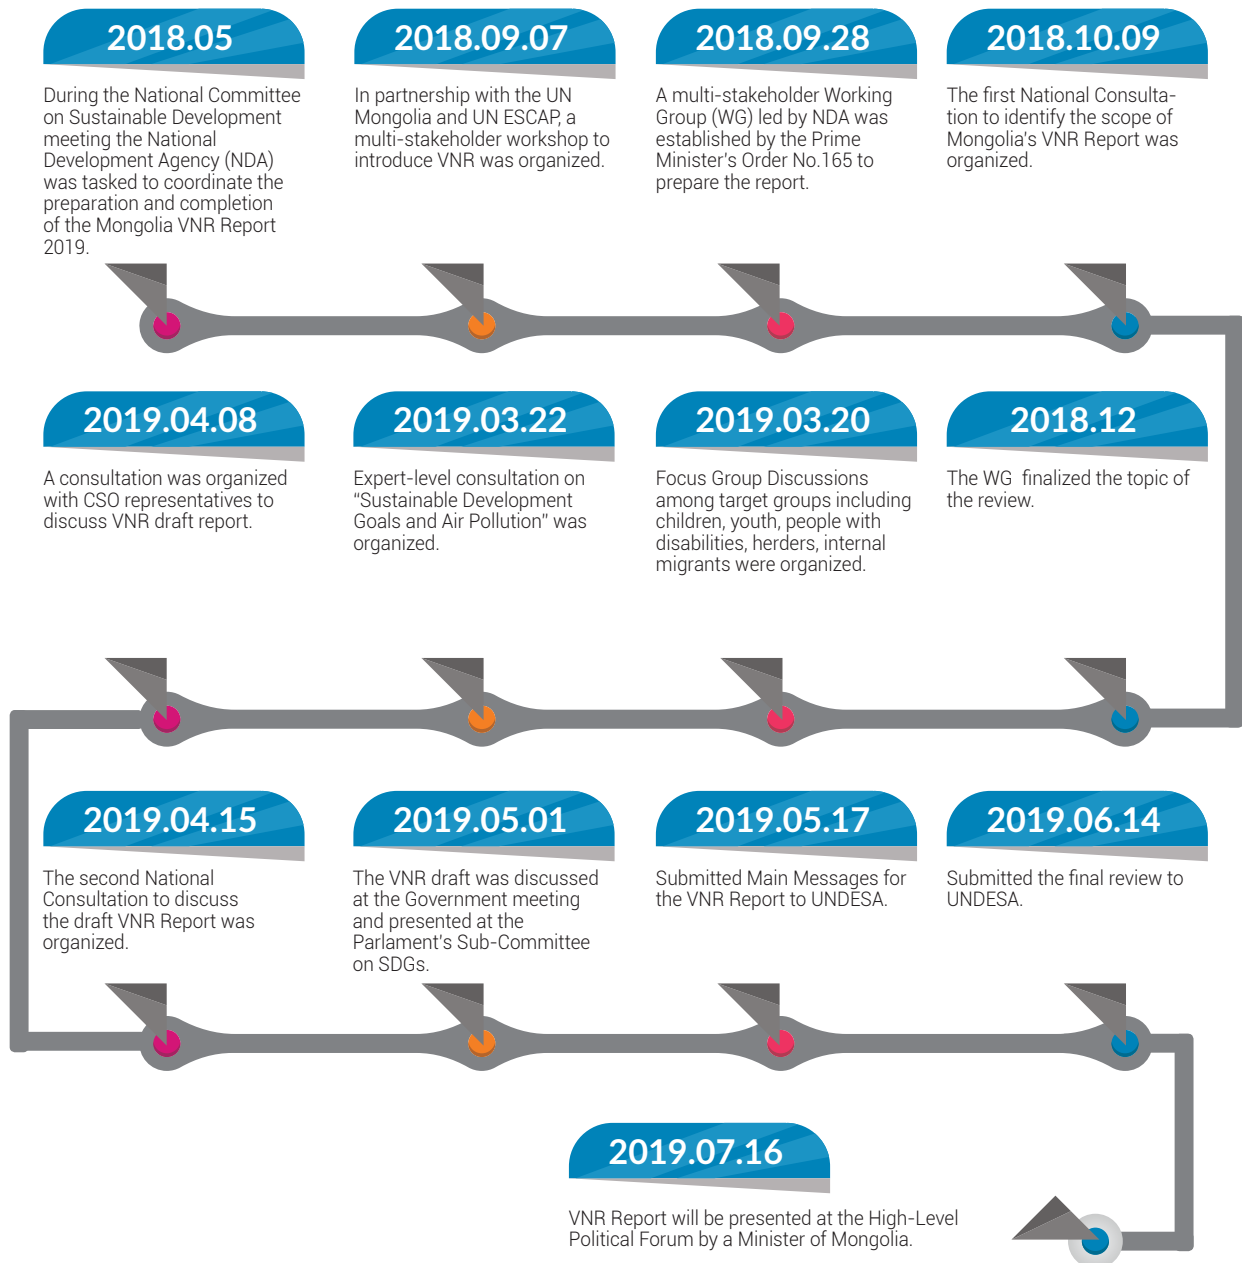 2018.05
During the National Committee
on Sustainable Development
meeting the National
Development Agency (NDA)
was tasked to coordinate the
preparation and completion
of the Mongolia VNR Report
2019.
2018.09.07
In partnership with the UN
Mongolia and UN ESCAP, a
multi-stakeholder workshop to
introduce VNR was organized.
2018.09.28
A multi-stakeholder Working
Group (WG) led by NDA was
established by the Prime
Minister's Order No.165 to
prepare the report.
2018.10.09
The first National Consulta-
tion to identify the scope of
Mongolia's VNR Report was
organized.
2018.12
The WG finalized the topic of
the review.
2019.03.20
Focus Group Discussions
among target groups including
children, youth, people with
disabilities, herders, internal
migrants were organized.
2019.03.22
Expert-level consultation on
“Sustainable Development
Goals and Air Pollution” was
organized.
2019.04.08
A consultation was organized
with CSO representatives to
discuss VNR draft report.
2019.04.15
The second National
Consultation to discuss
the draft VNR Report was
organized.
2019.05.01
The VNR draft was discussed
at the Government meeting
and presented at the
Parlament's Sub-Committee
on SDGs.
2019.05.17
Submitted Main Messages for
the VNR Report to UNDESA.
2019.06.14
Submitted the final review to
UNDESA.
2019.07.16
VNR Report will be presented at the High-Level
Political Forum by a Minister of Mongolia.